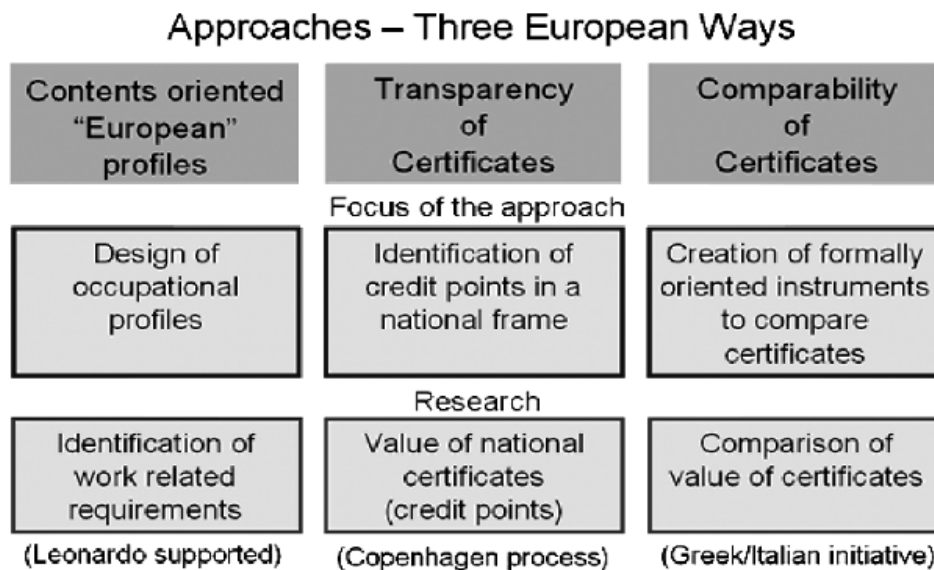 Approaches – Three European Ways
Contents oriented
“European”
profiles
Transparency
of
Certificates
Comparability
of
Certificates
Focus of the approach
Design of
occupational
profiles
Identification of
credit points in a
national frame
Creation of formally
oriented instruments
to compare
certificates
Research
Identification of
work related
requirements
Value of national
certificates
(credit points)
Comparison of
value of certificates
(Leonardo supported)
(Copenhagen process)
(Greek/Italian initiative)